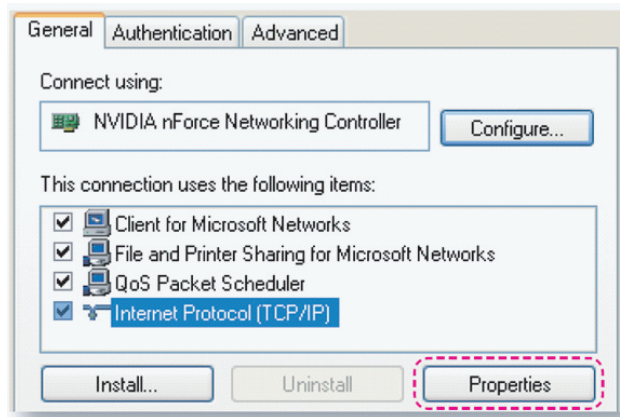 General Authentication Advanced
Connect using:
NVIDIA nForce Networking Controller Configure...
This connection uses the following items:
Client for Microsoft Networks
File and Printer Sharing for Microsoft Networks
QoS Packet Scheduler
Internet Protocol (TCP/IP)
Install... Uninstall Properties